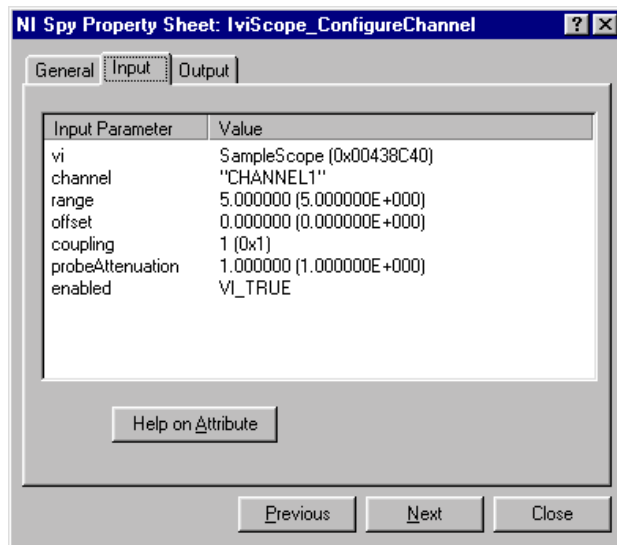 NI Spy Property Sheet: IviScope_ConfigureChannel
General Input Output
Input Parameter Value
vi SampleScope (0x00438C40)
channel "CHANNEL1"
range 5.000000 (5.000000E+000)
offset 0.000000 (0.000000E+000)
coupling 1 (0x1)
probeAttenuation 1.000000 (1.000000E+000)
enabled VI_TRUE
Help on Attribute
Previous Next Close